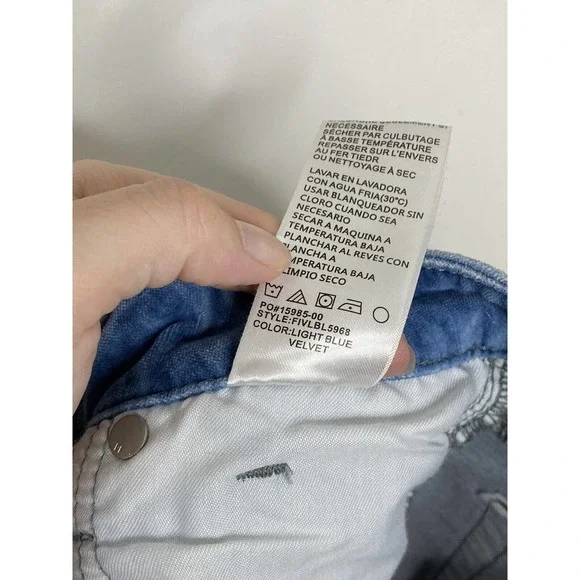 NECESSAIRE
SÉCHER PAR CULBUTAGE
À BASSE TEMPÉRATURE
REPASSER SUR L'ENVERS
AU FER TIEDR
OU NETTOYAGE À SEC
LAVAR EN LAVADORA
CON AGUA FRIA(30°C)
USAR BLANQUEADOR SIN
CLORO CUANDO SEA
NECESARIO
SECAR A MAQUINA A
TEMPERATURA BAJA
PLANCHAR AL REVES CON
PLANCHA A
TEMPERATURA BAJA
LIMPIO SECO
PO#15985-00
STYLE:FIVLBL5968
COLOR:LIGHT BLUE
VELVET